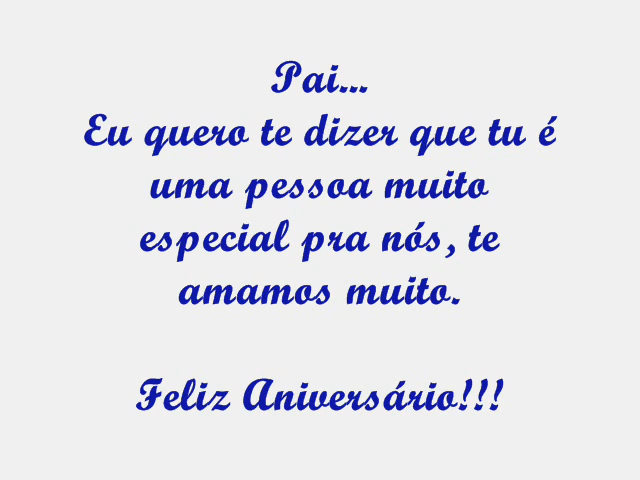 Pai...
Eu quero te dizer que tu é
uma pessoa muito
especial pra nós, te
amamos muito.
Feliz Aniversário!!!